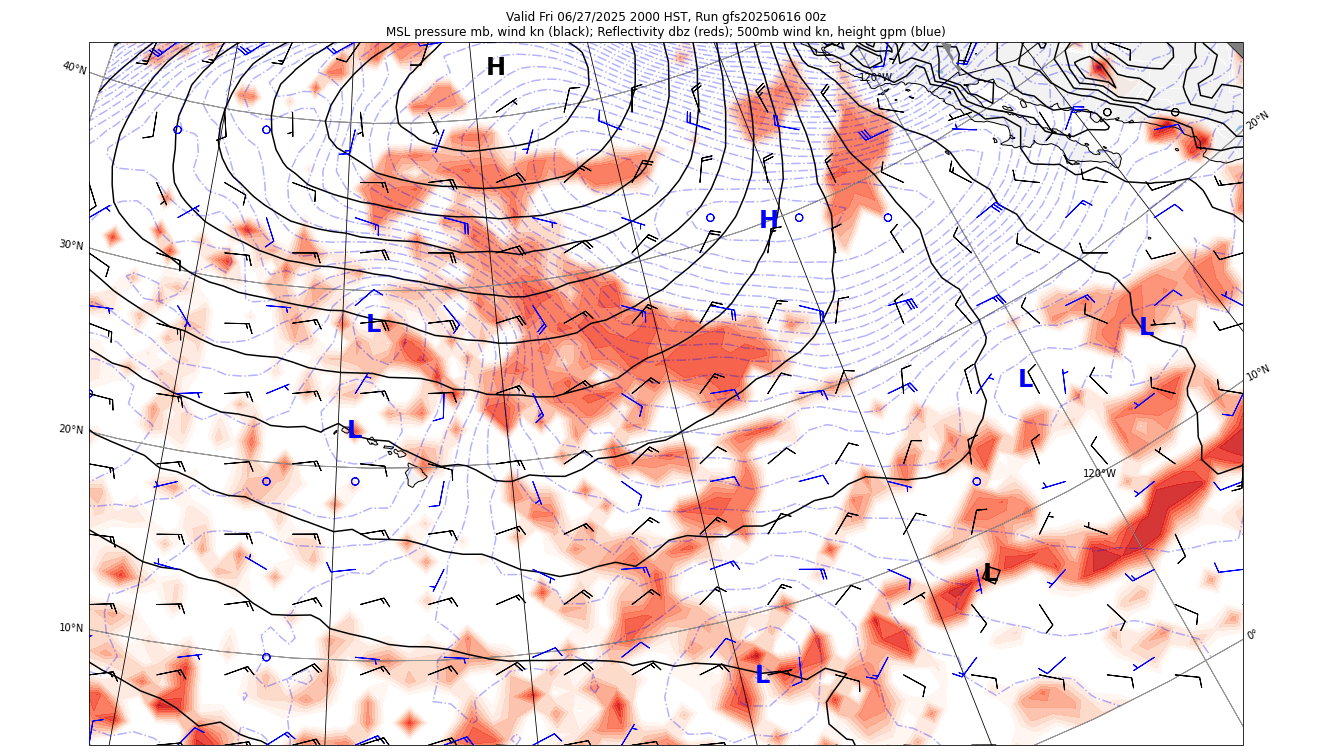 Valid Fri 06/27/2025 2000 HST, Run gfs20250616 00z
MSL pressure mb, wind kn (black); Reflectivity dbz (reds); 500mb wind kn, height gpm (blue)
40°N
H
120°W
20°N
H
30°N
L
L
L
10°N
20°N
L
120°W
L
10°N
0°
L